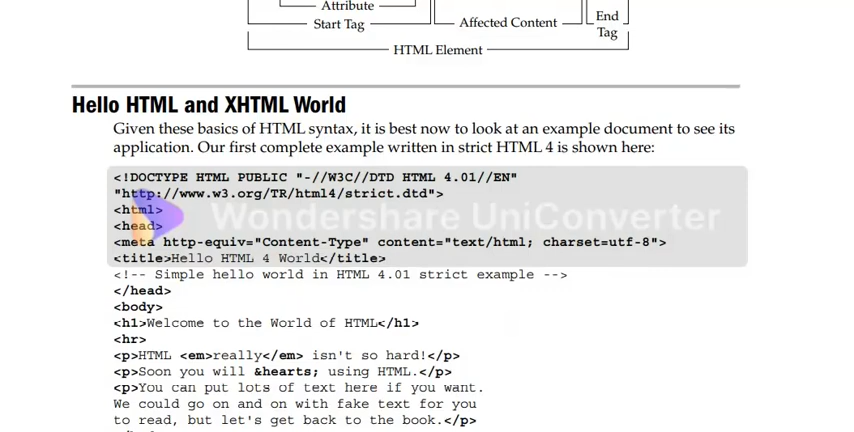 Attribute
Start Tag
Affected Content
End
Tag
HTML Element
Hello HTML and XHTML World
Given these basics of HTML syntax, it is best now to look at an example document to see its
application. Our first complete example written in strict HTML 4 is shown here:
<!DOCTYPE HTML PUBLIC "-//W3C//DTD HTML 4.01//EN"
"http://www.w3.org/TR/html4/strict.dtd">
<html>
Wondershare UniConverter
<head>
<meta http-equiv="Content-Type" content="text/html; charset=utf-8">
<title>Hello HTML 4 World</title>
<!-- Simple hello world in HTML 4.01 strict example -->
</head>
<body>
<h1>Welcome to the World of HTML</h1>
<hr>
<p>HTML <em>really</em> isn't so hard!</p>
<p>Soon you will &hearts; using HTML.</p>
<p>You can put lots of text here if you want.
We could go on and on with fake text for you
to read, but let's get back to the book.</p>